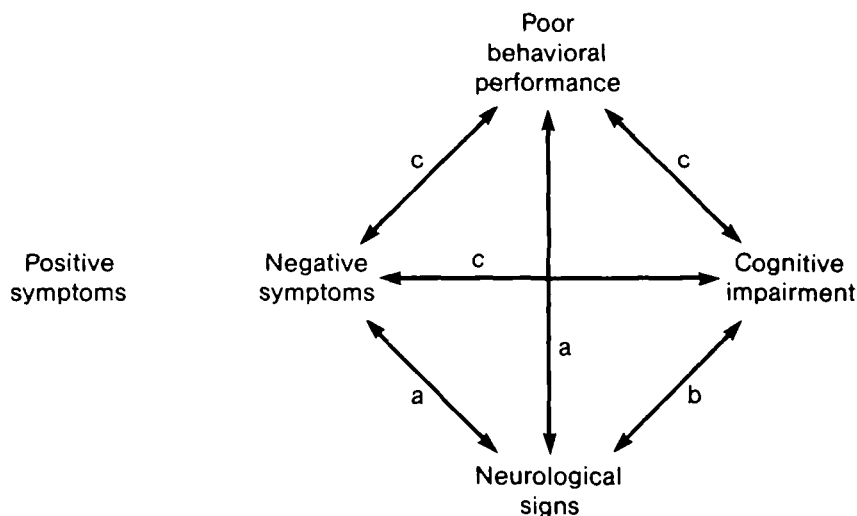 Poor
behavioral
performance
c
c
Positive
symptoms
Negative
symptoms
c
Cognitive
impairment
a
a
b
Neurological
signs